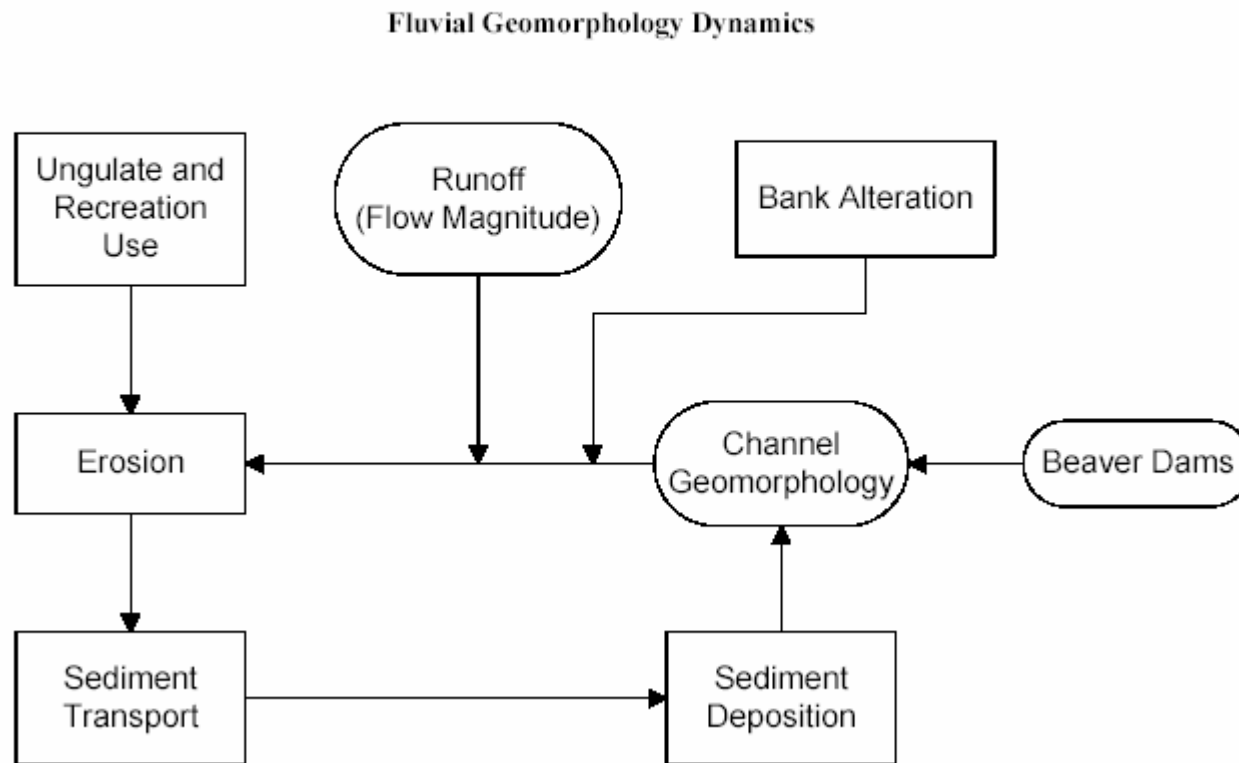 Fluvial Geomorphology Dynamics
Ungulate and
Recreation
Use
Runoff
(Flow Magnitude)
Bank Alteration
Erosion
Channel
Geomorphology
Beaver Dams
Sediment
Transport
Sediment
Deposition